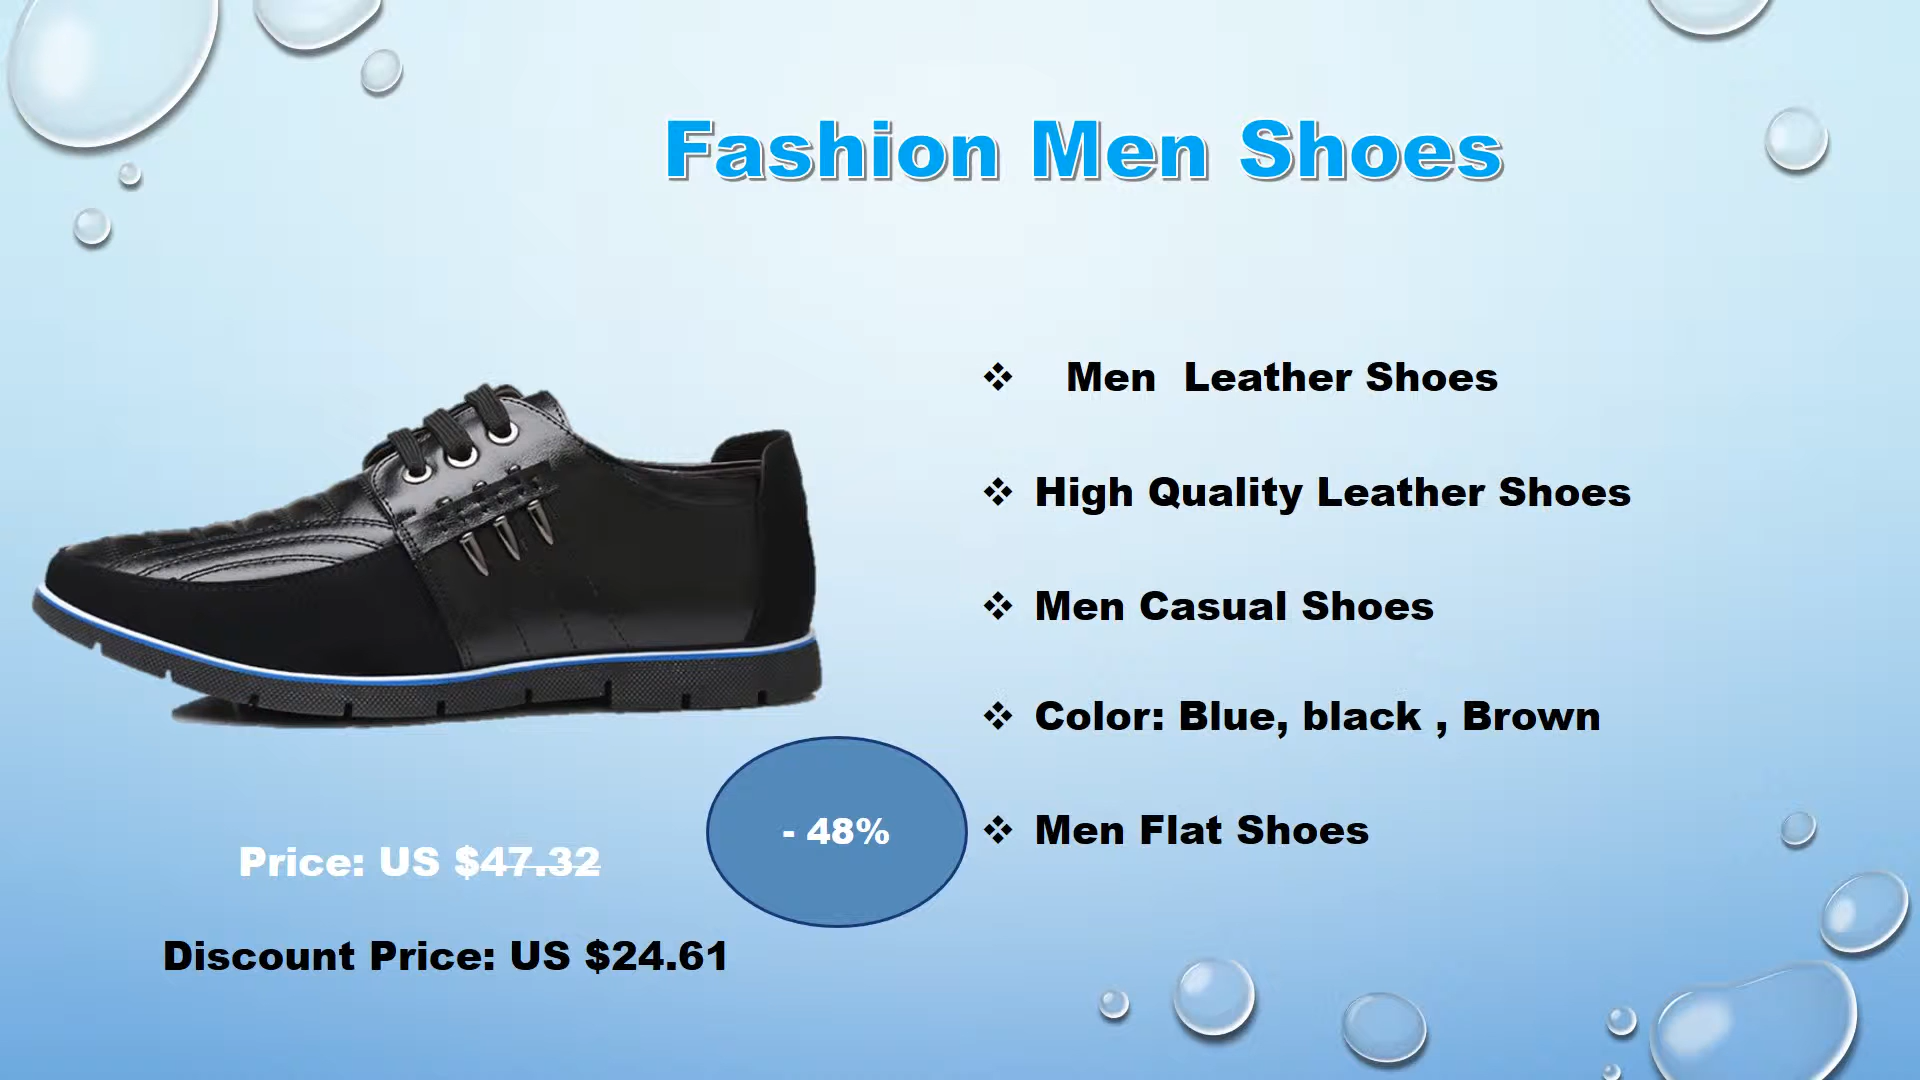 Fashion Men Shoes
❖ Men Leather Shoes
❖ High Quality Leather Shoes
❖ Men Casual Shoes
❖ Color: Blue, black , Brown
❖ Men Flat Shoes
- 48%
Price: US $47.32
Discount Price: US $24.61